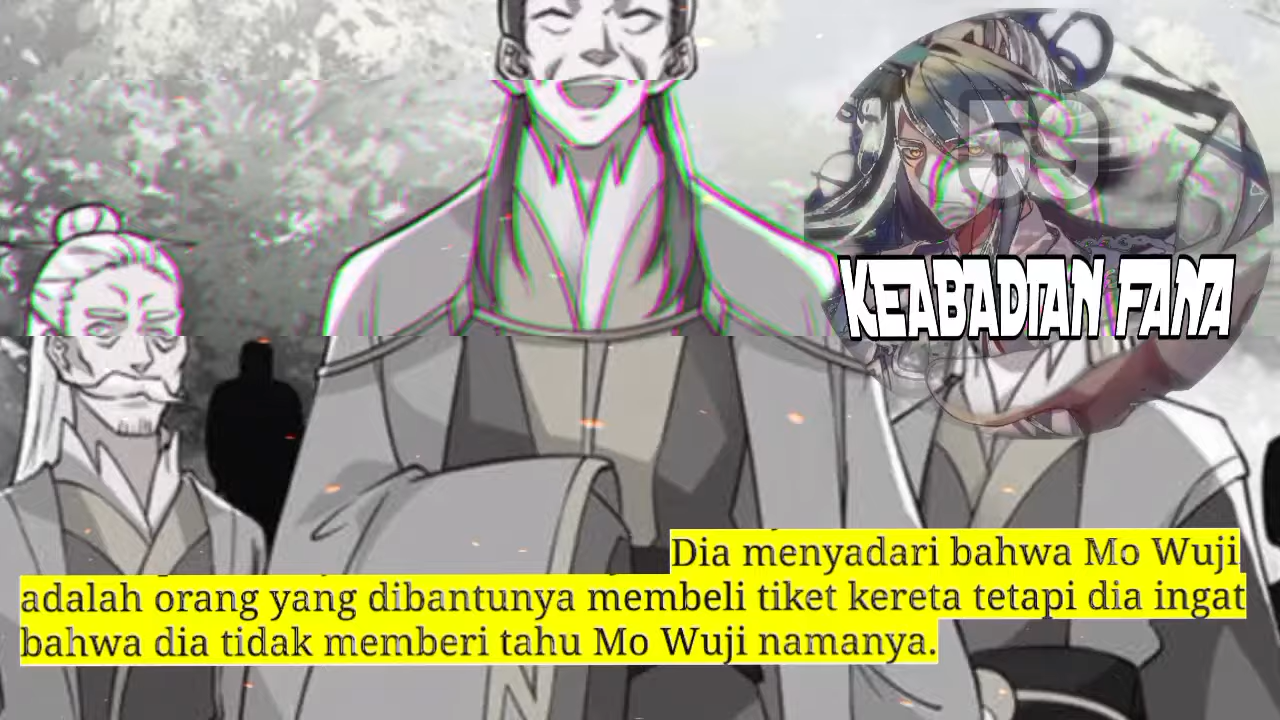 59
KEABADIAN FANA
Dia menyadari bahwa Mo Wuji
adalah orang yang dibantunya membeli tiket kereta tetapi dia ingat
bahwa dia tidak memberi tahu Mo Wuji namanya.